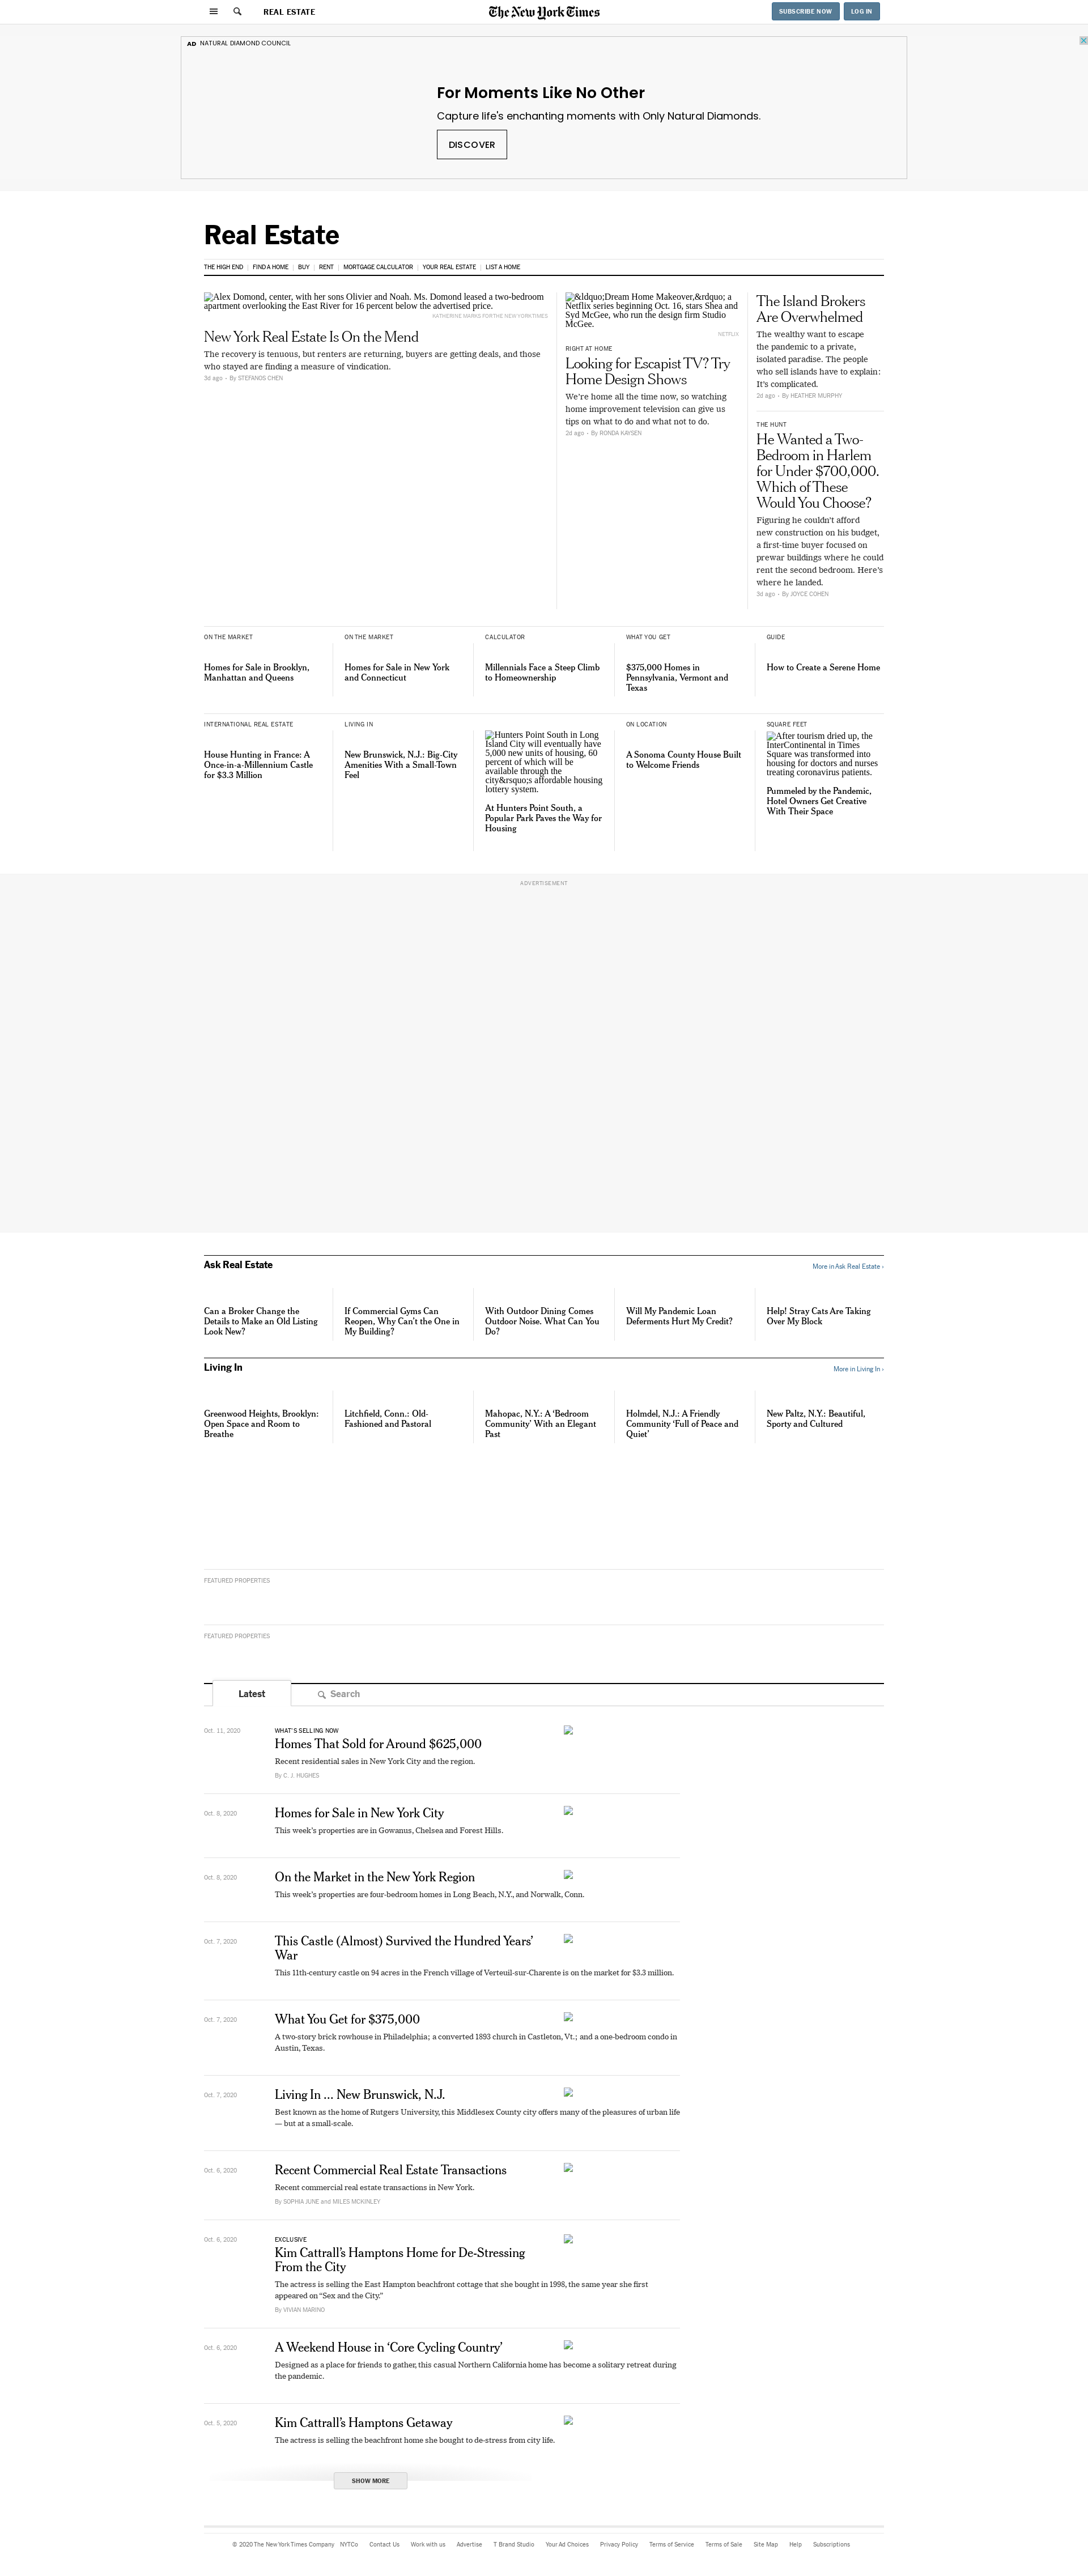 REAL ESTATE
The New York Times
SUBSCRIBE NOW
LOG IN
AD NATURAL DIAMOND COUNCIL
For Moments Like No Other
Capture life's enchanting moments with Only Natural Diamonds.
DISCOVER
Real Estate
THE HIGH END | FIND A HOME | BUY | RENT | MORTGAGE CALCULATOR | YOUR REAL ESTATE | LIST A HOME
Alex Domond, center, with her sons Olivier and Noah. Ms. Domond leased a two-bedroom
apartment overlooking the East River for 16 percent below the advertised price.
KATHERINE MARKS FOR THE NEW YORK TIMES
New York Real Estate Is On the Mend
The recovery is tenuous, but renters are returning, buyers are getting deals, and those
who stayed are finding a measure of vindication.
3d ago • By STEFANOS CHEN
&ldquo;Dream Home Makeover,&rdquo; a
Netflix series beginning Oct. 16, stars Shea and
Syd McGee, who run the design firm Studio
McGee.
NETFLIX
RIGHT AT HOME
Looking for Escapist TV? Try
Home Design Shows
We're home all the time now, so watching
home improvement television can give us
tips on what to do and what not to do.
2d ago • By RONDA KAYSEN
The Island Brokers
Are Overwhelmed
The wealthy want to escape
the pandemic to a private,
isolated paradise. The people
who sell islands have to explain:
It's complicated.
2d ago • By HEATHER MURPHY
THE HUNT
He Wanted a Two-
Bedroom in Harlem
for Under $700,000.
Which of These
Would You Choose?
Figuring he couldn't afford
new construction on his budget,
a first-time buyer focused on
prewar buildings where he could
rent the second bedroom. Here's
where he landed.
3d ago • By JOYCE COHEN
ON THE MARKET
Homes for Sale in Brooklyn,
Manhattan and Queens
ON THE MARKET
Homes for Sale in New York
and Connecticut
CALCULATOR
Millennials Face a Steep Climb
to Homeownership
WHAT YOU GET
$375,000 Homes in
Pennsylvania, Vermont and
Texas
GUIDE
How to Create a Serene Home
INTERNATIONAL REAL ESTATE
House Hunting in France: A
Once-in-a-Millennium Castle
for $3.3 Million
LIVING IN
New Brunswick, N.J.: Big-City
Amenities With a Small-Town
Feel
Hunters Point South in Long
Island City will eventually have
5,000 new units of housing, 60
percent of which will be
available through the
city&rsquo;s affordable housing
lottery system.
At Hunters Point South, a
Popular Park Paves the Way for
Housing
ON LOCATION
A Sonoma County House Built
to Welcome Friends
SQUARE FEET
After tourism dried up, the
InterContinental in Times
Square was transformed into
housing for doctors and nurses
treating coronavirus patients.
Pummeled by the Pandemic,
Hotel Owners Get Creative
With Their Space
ADVERTISEMENT
Ask Real Estate
More in Ask Real Estate ›
Can a Broker Change the
Details to Make an Old Listing
Look New?
If Commercial Gyms Can
Reopen, Why Can't the One in
My Building?
With Outdoor Dining Comes
Outdoor Noise. What Can You
Do?
Will My Pandemic Loan
Deferments Hurt My Credit?
Help! Stray Cats Are Taking
Over My Block
Living In
More in Living In ›
Greenwood Heights, Brooklyn:
Open Space and Room to
Breathe
Litchfield, Conn.: Old-
Fashioned and Pastoral
Mahopac, N.Y.: A 'Bedroom
Community' With an Elegant
Past
Holmdel, N.J.: A Friendly
Community 'Full of Peace and
Quiet'
New Paltz, N.Y.: Beautiful,
Sporty and Cultured
FEATURED PROPERTIES
FEATURED PROPERTIES
Latest
Search
Oct. 11, 2020
WHAT'S SELLING NOW
Homes That Sold for Around $625,000
Recent residential sales in New York City and the region.
By C. J. HUGHES
Oct. 8, 2020
Homes for Sale in New York City
This week's properties are in Gowanus, Chelsea and Forest Hills.
Oct. 8, 2020
On the Market in the New York Region
This week's properties are four-bedroom homes in Long Beach, N.Y., and Norwalk, Conn.
Oct. 7, 2020
This Castle (Almost) Survived the Hundred Years'
War
This 11th-century castle on 94 acres in the French village of Verteuil-sur-Charente is on the market for $3.3 million.
Oct. 7, 2020
What You Get for $375,000
A two-story brick rowhouse in Philadelphia; a converted 1893 church in Castleton, Vt.; and a one-bedroom condo in
Austin, Texas.
Oct. 7, 2020
Living In ... New Brunswick, N.J.
Best known as the home of Rutgers University, this Middlesex County city offers many of the pleasures of urban life
— but at a small-scale.
Oct. 6, 2020
Recent Commercial Real Estate Transactions
Recent commercial real estate transactions in New York.
By SOPHIA JUNE and MILES MCKINLEY
Oct. 6, 2020
EXCLUSIVE
Kim Cattrall's Hamptons Home for De-Stressing
From the City
The actress is selling the East Hampton beachfront cottage that she bought in 1998, the same year she first
appeared on "Sex and the City."
By VIVIAN MARINO
Oct. 6, 2020
A Weekend House in 'Core Cycling Country'
Designed as a place for friends to gather, this casual Northern California home has become a solitary retreat during
the pandemic.
Oct. 5, 2020
Kim Cattrall's Hamptons Getaway
The actress is selling the beachfront home she bought to de-stress from city life.
SHOW MORE
© 2020 The New York Times Company NYTCo Contact Us Work with us Advertise T Brand Studio Your Ad Choices Privacy Policy Terms of Service Terms of Sale Site Map Help Subscriptions